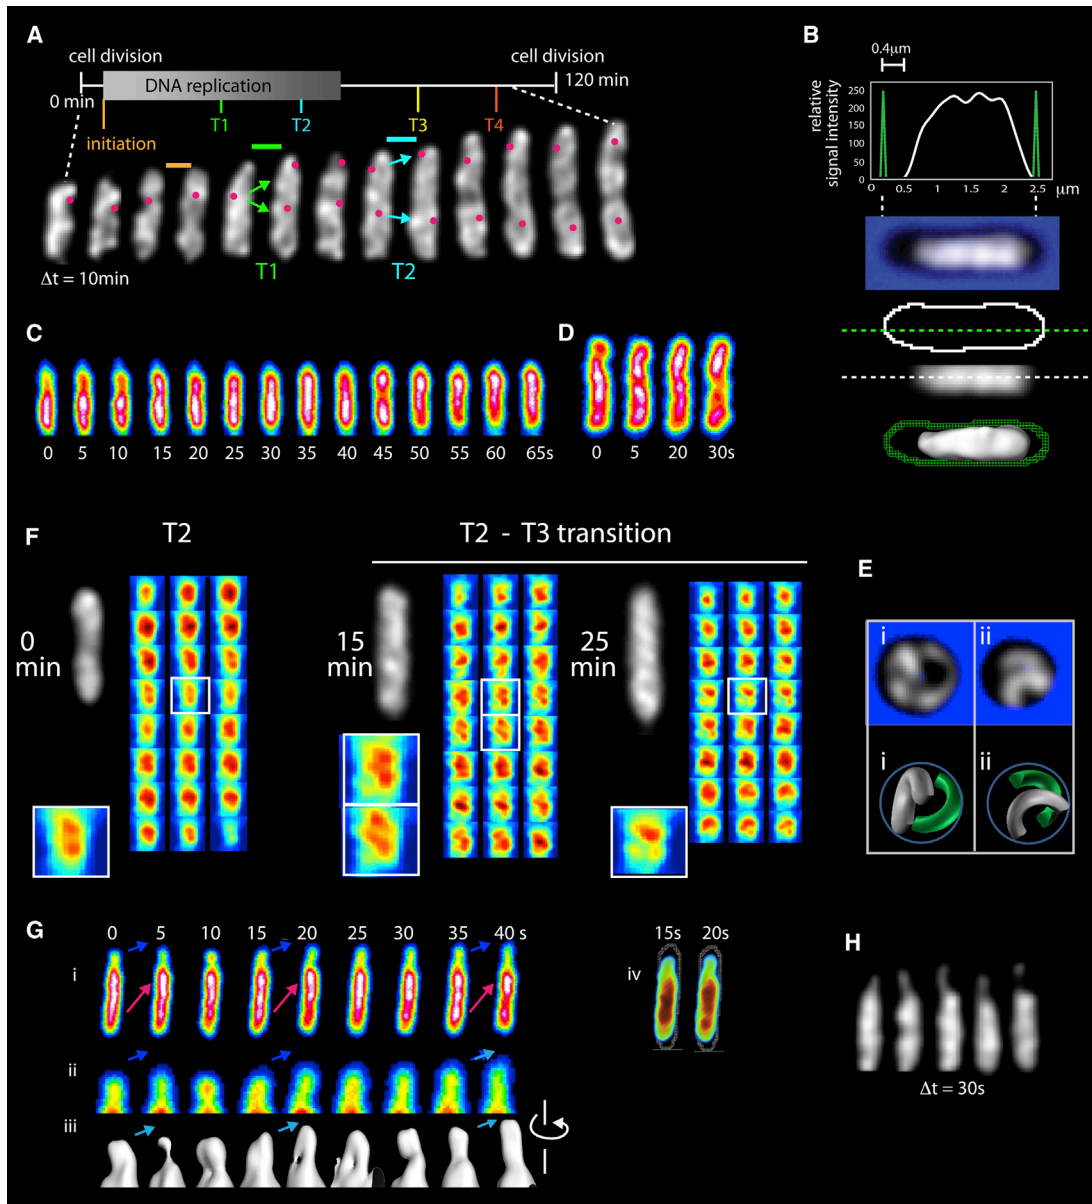 A
cell division
cell division
DNA replication
0 min
120 min
initiation
T1
T2
T3
T4
T1
T2
Δt = 10min
B
0.4μm
relative
signal intensity
250
200
150
100
50
0
0
0.5
1
1.5
2
2.5
μm
C
0 5 10 15 20 25 30 35 40 45 50 55 60 65s
D
0 5 20 30s
F
T2
T2 - T3 transition
0
min
15
min
25
min
E
i
ii
i
ii
G
0 5 10 15 20 25 30 35 40 s
i
ii
iii
15s 20s
iv
H
Δt = 30s